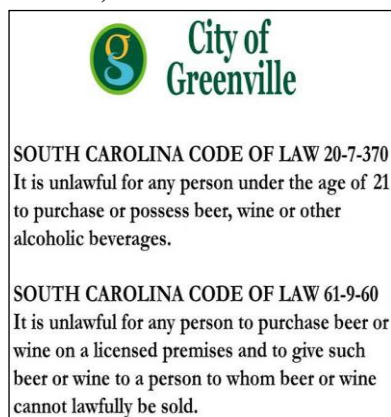 City of
Greenville
SOUTH CAROLINA CODE OF LAW 20-7-370
It is unlawful for any person under the age of 21
to purchase or possess beer, wine or other
alcoholic beverages.
SOUTH CAROLINA CODE OF LAW 61-9-60
It is unlawful for any person to purchase beer or
wine on a licensed premises and to give such
beer or wine to a person to whom beer or wine
cannot lawfully be sold.